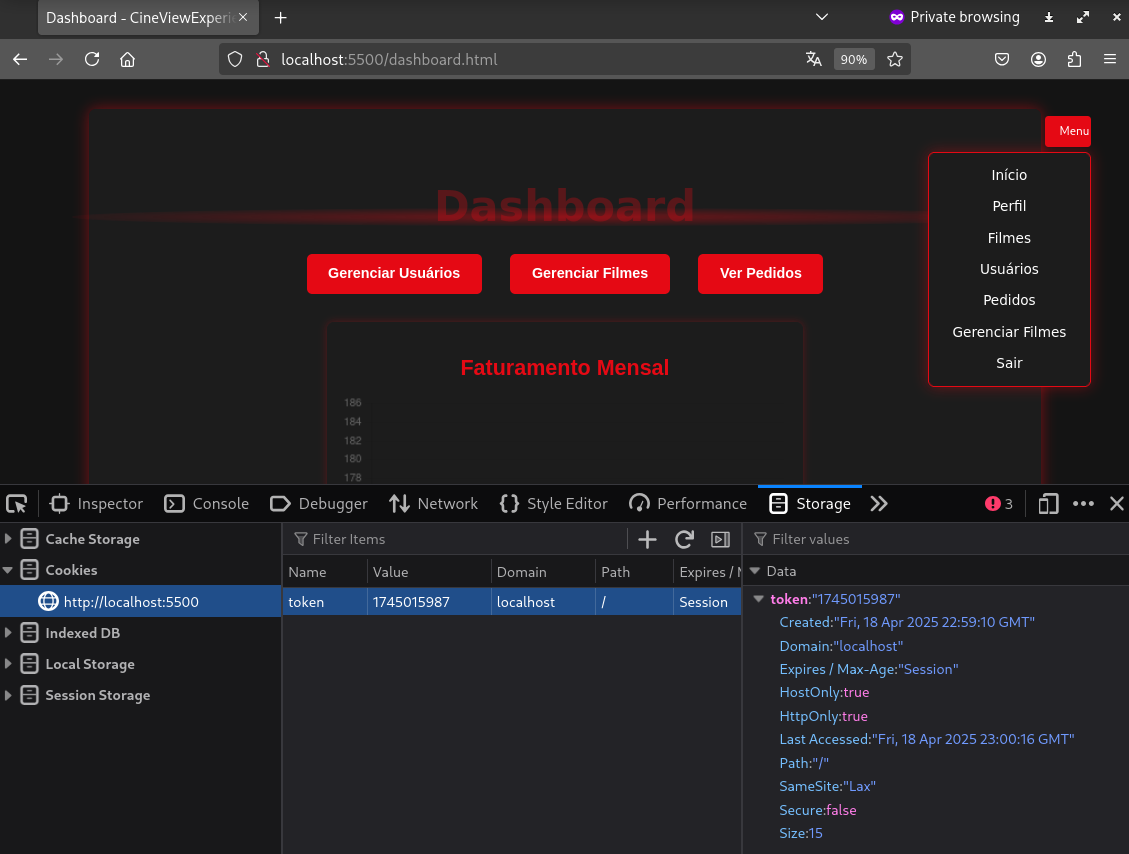 Dashboard - CineViewExperi
Private browsing
localhost:5500/dashboard.html
90%
Menu
Início
Perfil
Filmes
Usuários
Pedidos
Gerenciar Filmes
Sair
Dashboard
Gerenciar Usuários
Gerenciar Filmes
Ver Pedidos
Faturamento Mensal
186
184
182
180
178
Inspector Console Debugger Network Style Editor Performance Storage 3
Cache Storage
Cookies
http://localhost:5500
Indexed DB
Local Storage
Session Storage
Filter Items
Name Value Domain Path Expires / M
token 1745015987 localhost / Session
Filter values
Data
token:"1745015987"
Created:"Fri, 18 Apr 2025 22:59:10 GMT"
Domain:"localhost"
Expires / Max-Age:"Session"
HostOnly:true
HttpOnly:true
Last Accessed:"Fri, 18 Apr 2025 23:00:16 GMT"
Path:"/"
SameSite:"Lax"
Secure:false
Size:15